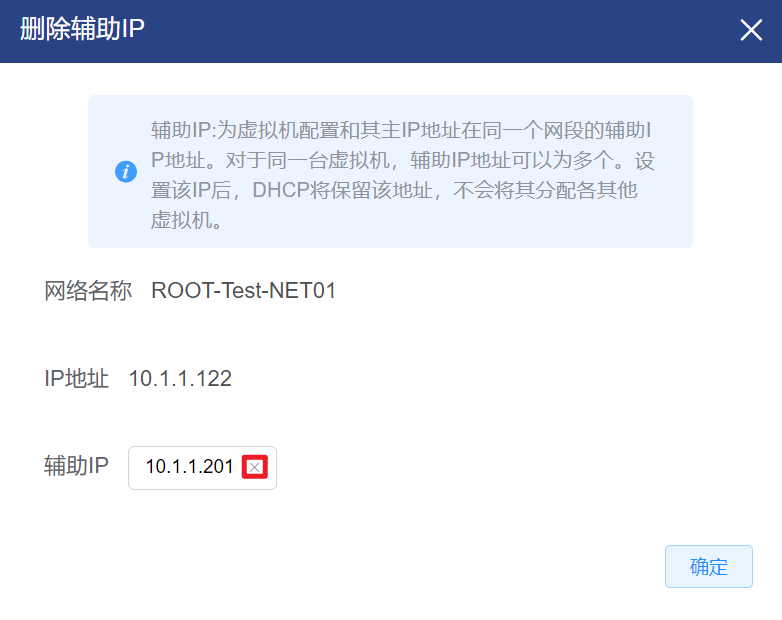 删除辅助IP
辅助IP:为虚拟机配置和其主IP地址在同一个网段的辅助I
P地址。对于同一台虚拟机，辅助IP地址可以为多个。设
置该IP后，DHCP将保留该地址，不会将其分配各其他
虚拟机。
网络名称 ROOT-Test-NET01
IP地址 10.1.1.122
辅助IP 10.1.1.201
确定